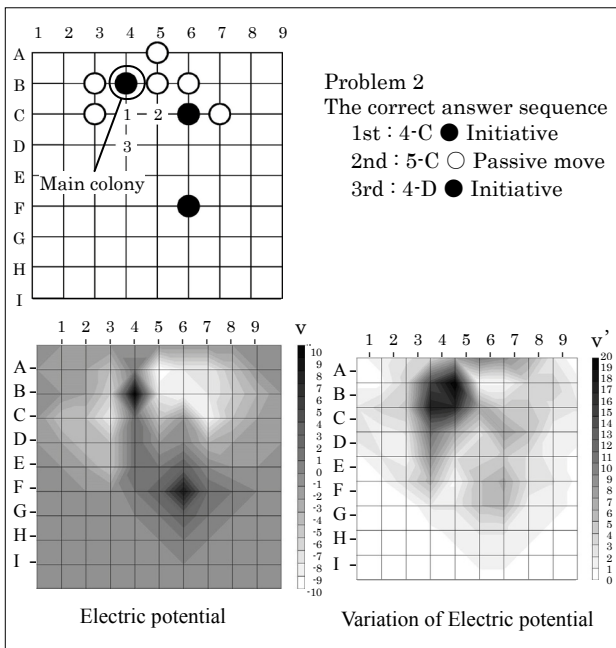 1 2 3 4 5 6 7 8 9
A
B
C
D
E
F
G
H
I
1 2
3
Main colony
Problem 2
The correct answer sequence
1st : 4-C ● Initiative
2nd : 5-C ○ Passive move
3rd : 4-D ● Initiative
1 2 3 4 5 6 7 8 9
A
B
C
D
E
F
G
H
I
v
10
9
8
7
6
5
4
3
2
1
0
-1
-2
-3
-4
-5
-6
-7
-8
-9
-10
Electric potential
1 2 3 4 5 6 7 8 9
A
B
C
D
E
F
G
H
I
v'
20
19
18
17
16
15
14
13
12
11
10
9
8
7
6
5
4
3
2
1
0
Variation of Electric potential